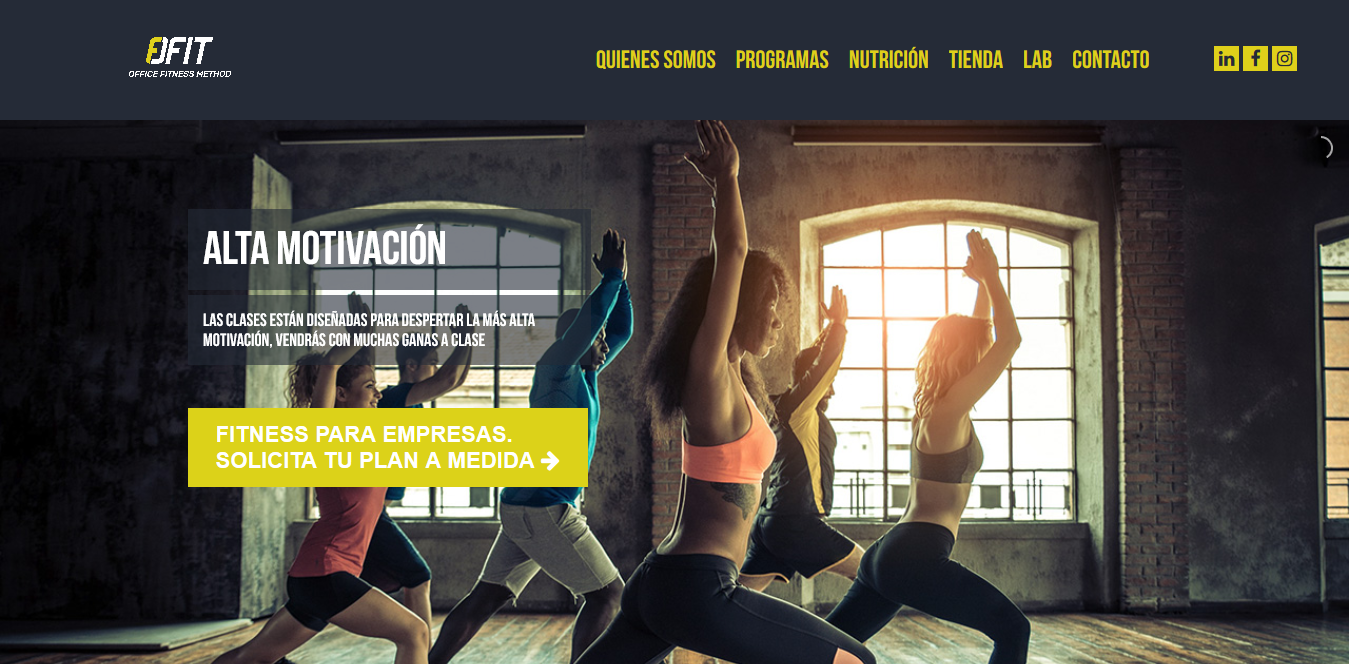 OFIT
OFFICE FITNESS METHOD
QUIENES SOMOS PROGRAMAS NUTRICIÓN TIENDA LAB CONTACTO
ALTA MOTIVACIÓN
LAS CLASES ESTÁN DISEÑADAS PARA DESPERTAR LA MÁS ALTA
MOTIVACIÓN, VENDRÁS CON MUCHAS GANAS A CLASE
FITNESS PARA EMPRESAS.
SOLICITA TU PLAN A MEDIDA